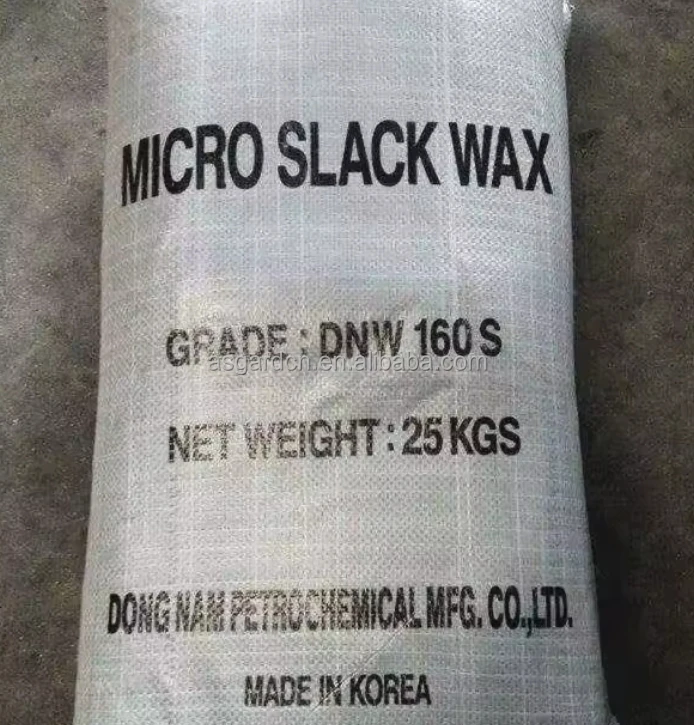 MICRO SLACK WAX
GRADE : DNW 160 S
asgardch.en.alibaba.com
NET WEIGHT : 25 KGS
DONG NAM PETROCHEMICAL MFG. CO.,LTD.
MADE IN KOREA